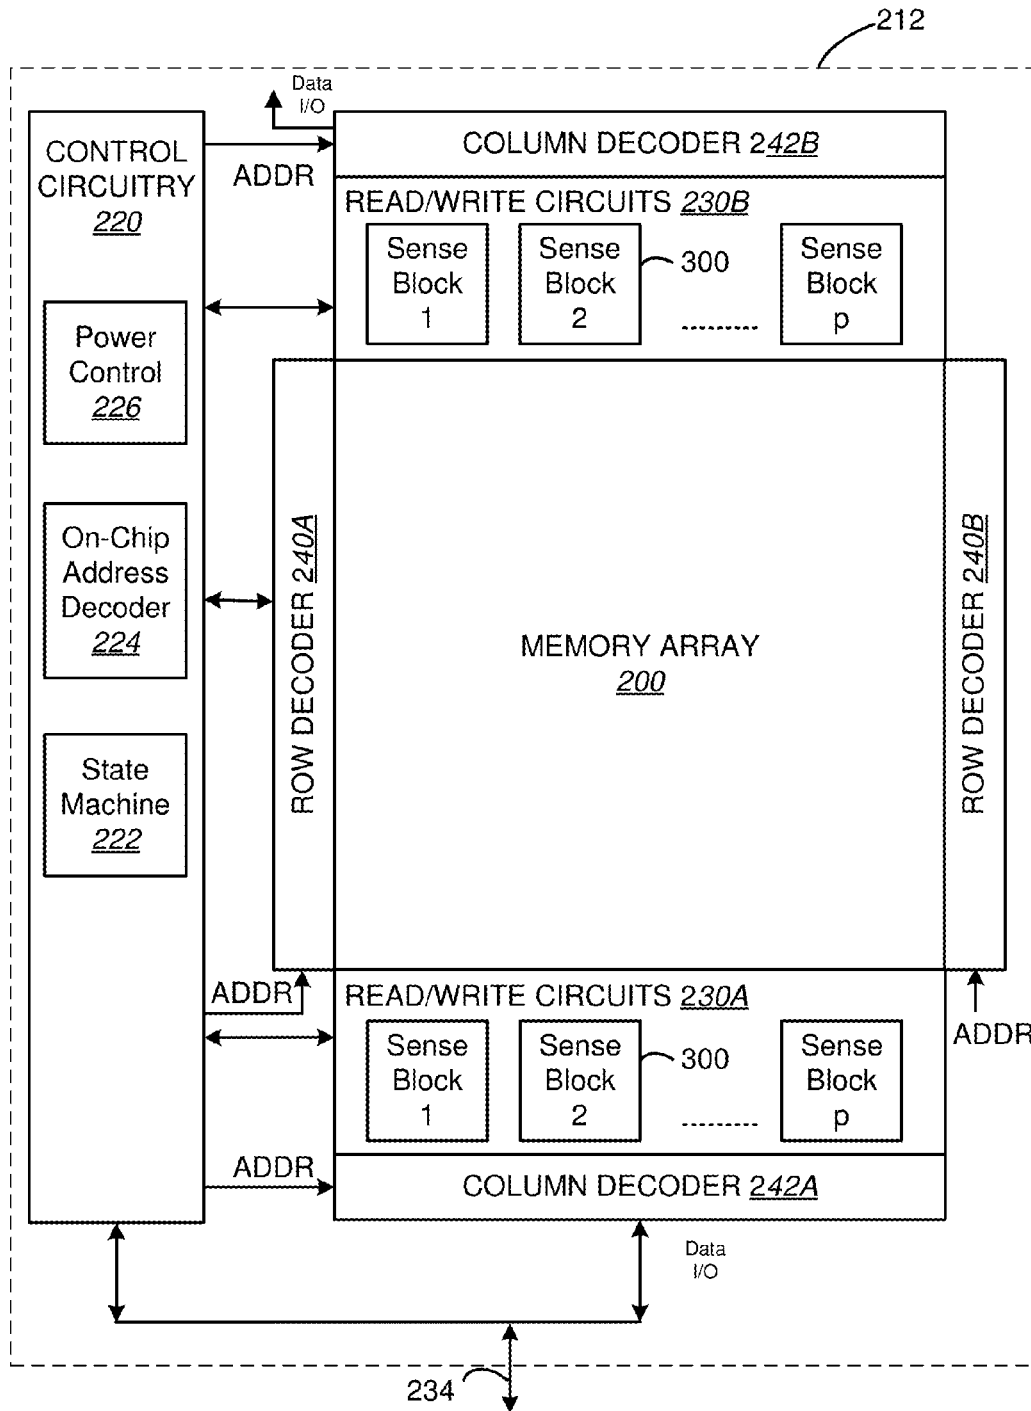 212
Data
I/O
CONTROL
CIRCUITRY
220
ADDR
COLUMN DECODER 242B
READ/WRITE CIRCUITS 230B
Sense
Block
1
Sense
Block
2
300
..........
Sense
Block
p
Power
Control
226
On-Chip
Address
Decoder
224
State
Machine
222
ROW DECODER 240A
MEMORY ARRAY
200
ROW DECODER 240B
ADDR
READ/WRITE CIRCUITS 230A
Sense
Block
1
Sense
Block
2
300
..........
Sense
Block
p
ADDR
ADDR
COLUMN DECODER 242A
Data
I/O
234